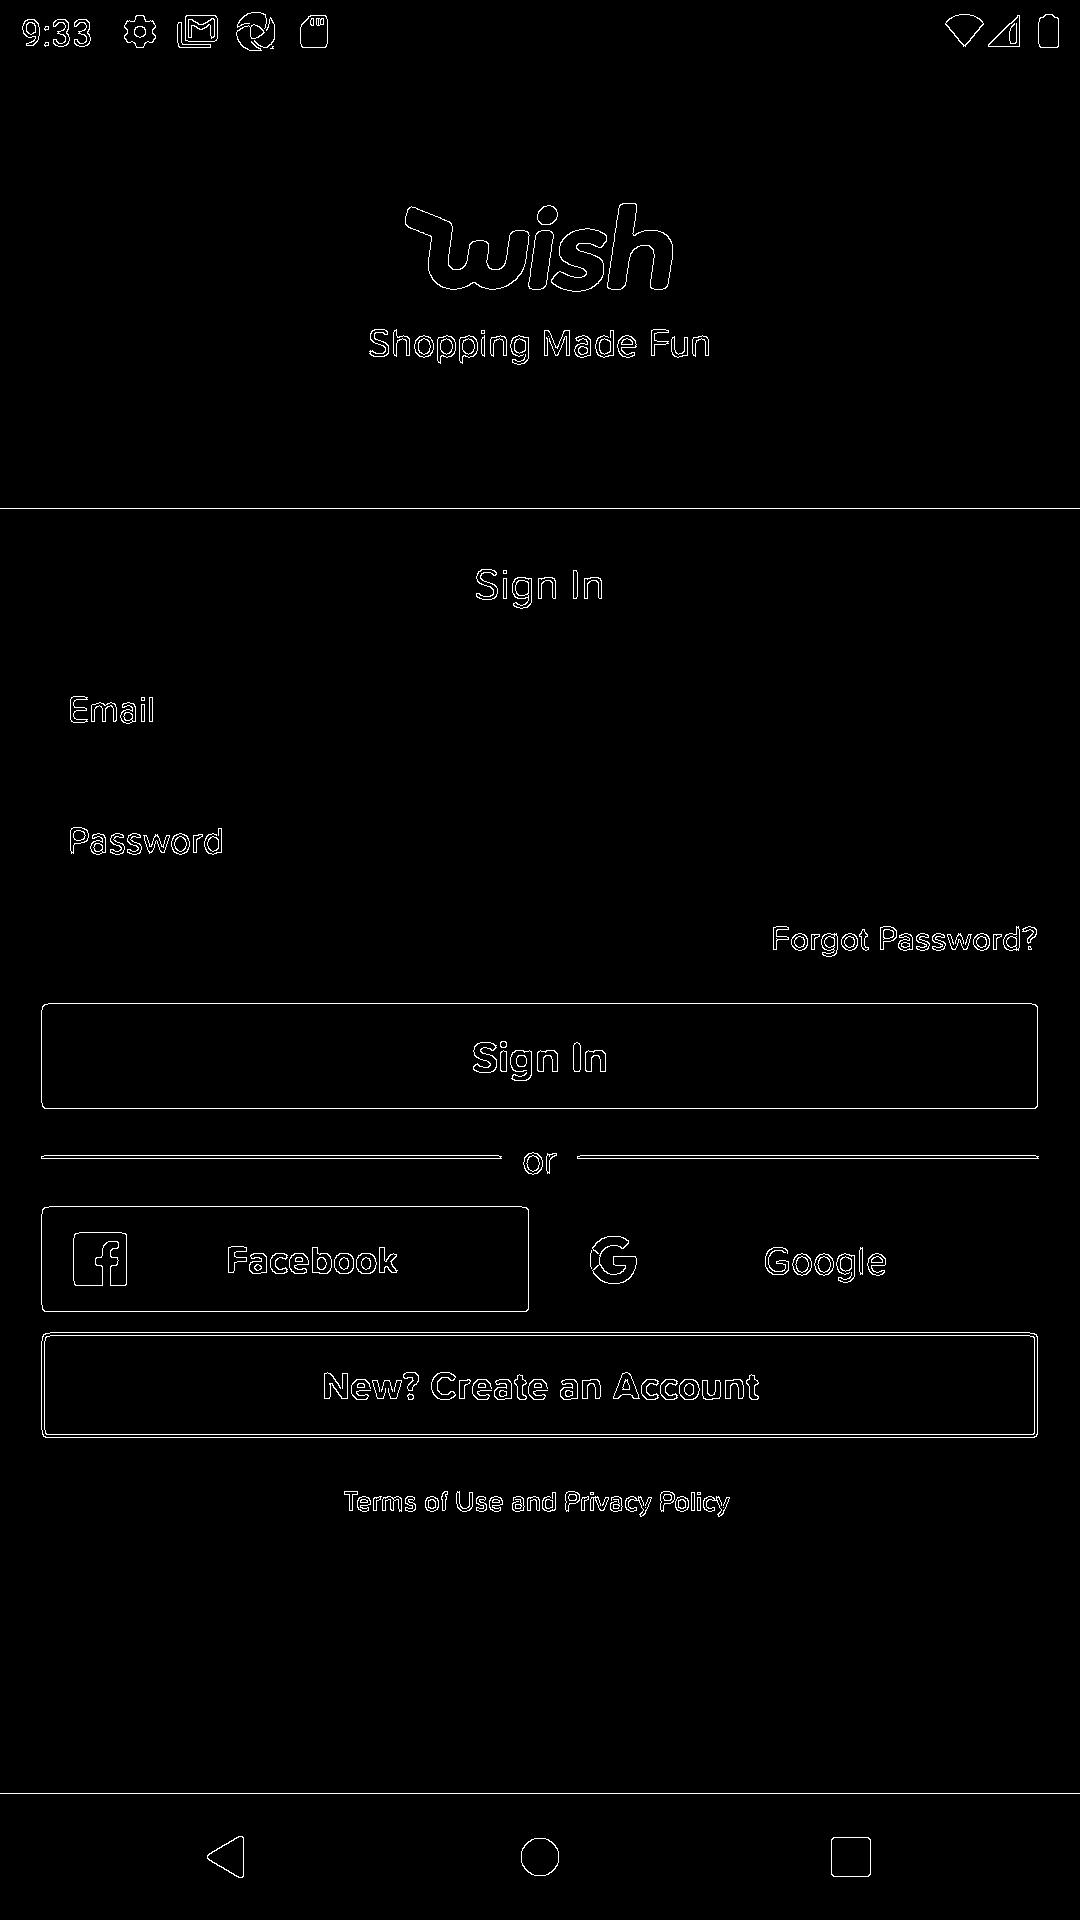 9:33
wish
Shopping Made Fun
Sign In
Email
Password
Forgot Password?
Sign In
or
Facebook
Google
New? Create an Account
Terms of Use and Privacy Policy